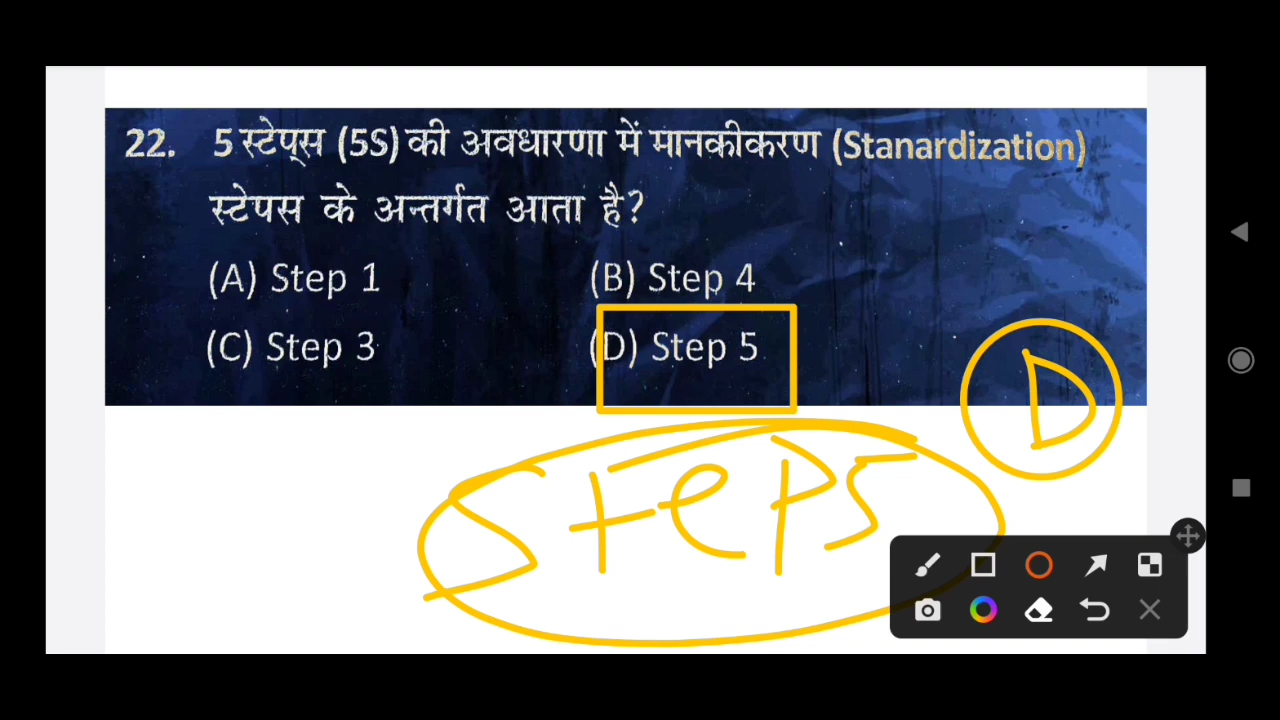 22. 5 स्टेप्स (5S) की अवधारणा में मानकीकरण (Stanardization)
स्टेपस के अन्तर्गत आता है?
(A) Step 1 (B) Step 4
(C) Step 3 (D) Step 5
D
SteP5